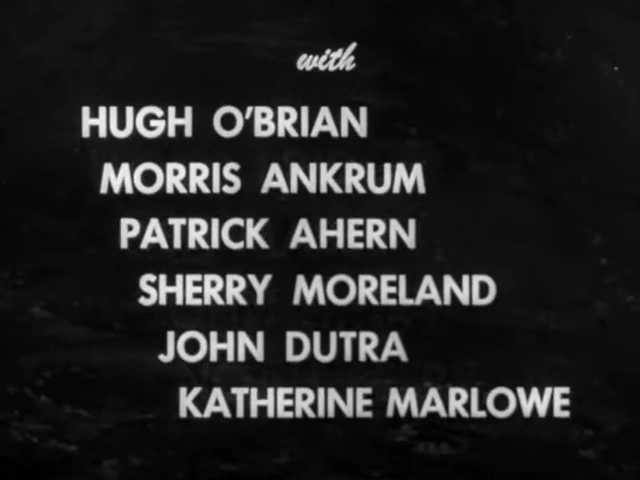 with
HUGH O'BRIAN
MORRIS ANKRUM
PATRICK AHERN
SHERRY MORELAND
JOHN DUTRA
KATHERINE MARLOWE